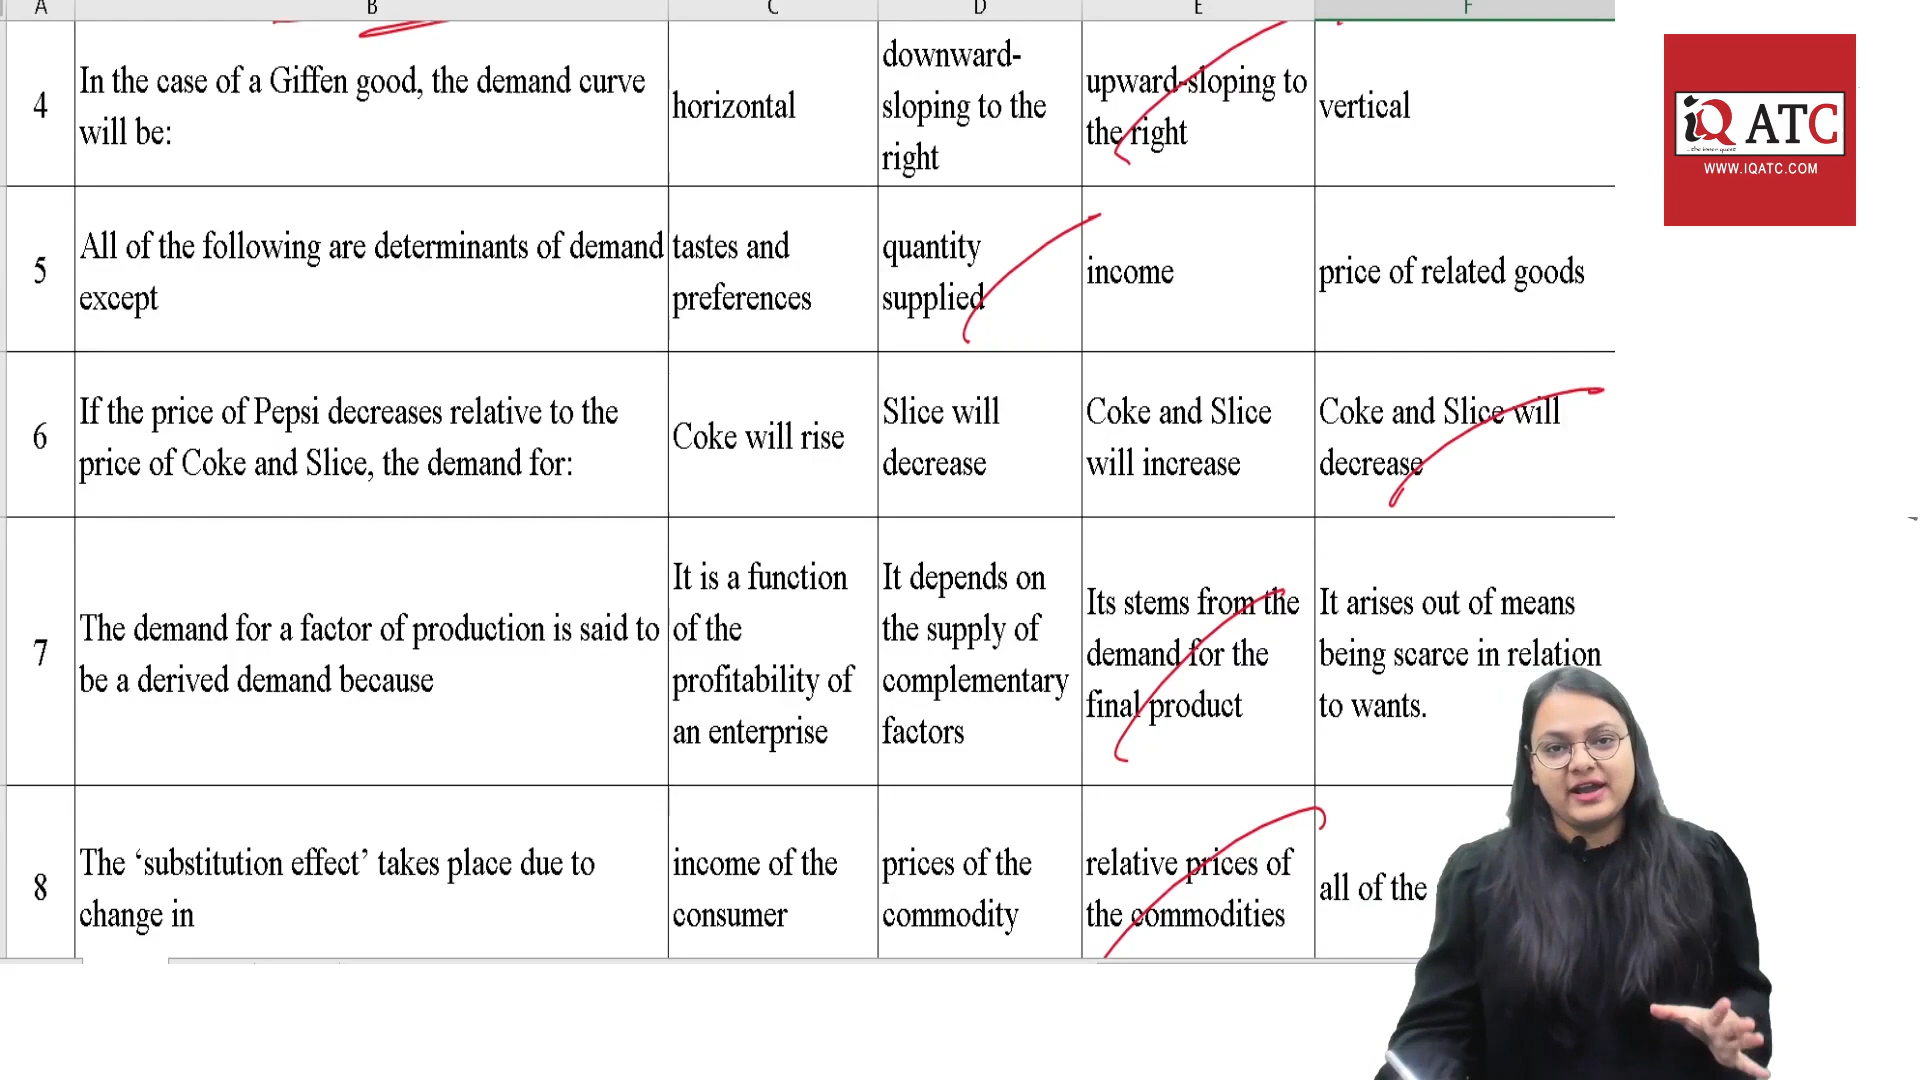 A B C D E F
4
In the case of a Giffen good, the demand curve
will be:
horizontal
downward-
sloping to the
right
upward-sloping to
the right
vertical
5
All of the following are determinants of demand
except
tastes and
preferences
quantity
supplied
income
price of related goods
6
If the price of Pepsi decreases relative to the
price of Coke and Slice, the demand for:
Coke will rise
Slice will
decrease
Coke and Slice
will increase
Coke and Slice will
decrease
7
The demand for a factor of production is said to
be a derived demand because
It is a function
of the
profitability of
an enterprise
It depends on
the supply of
complementary
factors
Its stems from the
demand for the
final product
It arises out of means
being scarce in relation
to wants.
8
The ‘substitution effect’ takes place due to
change in
income of the
consumer
prices of the
commodity
relative prices of
the commodities
all of the
iQ ATC
...the inner quest
WWW.IQATC.COM